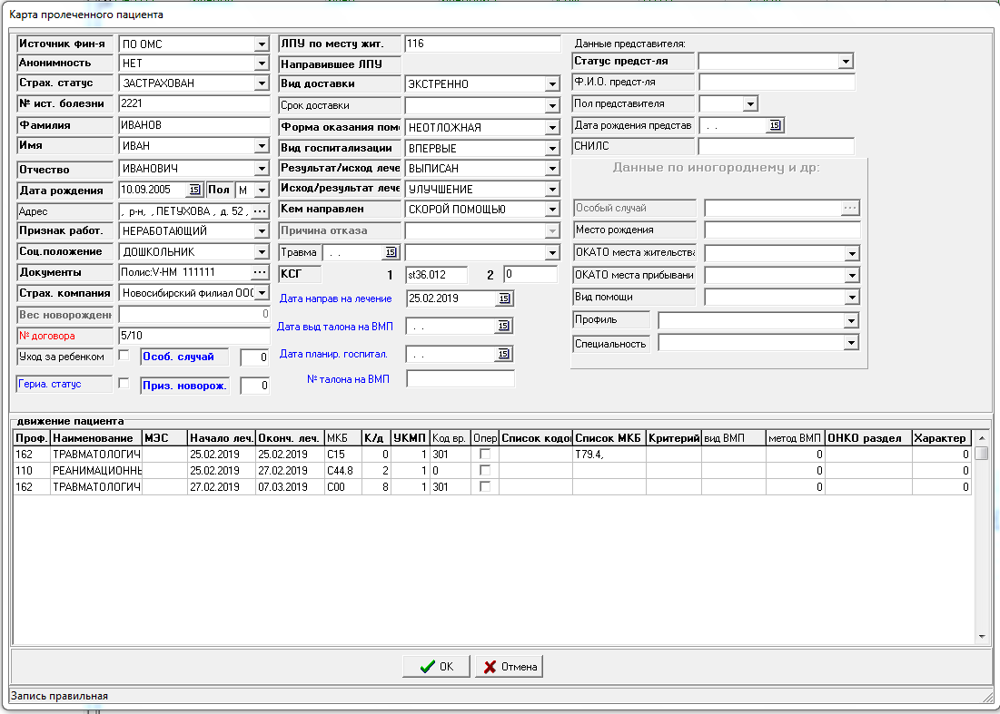 Карта пролеченного пациента
Источник фин-я ПО ОМС
Анонимность НЕТ
Страх. статус ЗАСТРАХОВАН
№ ист. болезни 2221
Фамилия ИВАНОВ
Имя ИВАН
Отчество ИВАНОВИЧ
Дата рождения 10.09.2005 15 Пол М
Адрес , р-н, , ПЕТУХОВА , д. 52 , ...
Признак работ. НЕРАБОТАЮЩИЙ
Соц.положение ДОШКОЛЬНИК
Документы Полис:V-НМ 111111 ...
Страх. компания Новосибирский Филиал ООО
Вес новорожденн 0
№ договора 5/10
Уход за ребенком Особ. случай 0
Гериа. статус Приз. новорож. 0
ЛПУ по месту жит. 116
Направившее ЛПУ
Вид доставки ЭКСТРЕННО
Срок доставки
Форма оказания пом НЕОТЛОЖНАЯ
Вид госпитализации ВПЕРВЫЕ
Результат/исход лече ВЫПИСАН
Исход/результат лече УЛУЧШЕНИЕ
Кем направлен СКОРОЙ ПОМОЩЬЮ
Причина отказа
Травма . . 15
КСГ 1 st36.012 2 0
Дата направ на лечение 25.02.2019 15
Дата выд талона на ВМП . . 15
Дата планир. госпитал. . . 15
№ талона на ВМП
Данные представителя:
Статус предст-ля
Ф.И.О. предст-ля
Пол представителя
Дата рождения представ . . 15
СНИЛС
Данные по иногороднему и др:
Особый случай ...
Место рождения
ОКАТО места жительства
ОКАТО места прибывани
Вид помощи
Профиль
Специальность
движение пациента
Проф. Наименование МЭС Начало леч. Оконч. леч. МКБ К/д УКМП Код вр. Опер Список кодо Список МКБ Критерий вид ВМП метод ВМП ОНКО раздел Характер
162 ТРАВМАТОЛОГИЧ 25.02.2019 25.02.2019 C15 0 1 301 T79.4, 0 0
110 РЕАНИМАЦИОННЫ 25.02.2019 27.02.2019 C44.8 2 1 0 0 0
162 ТРАВМАТОЛОГИЧ 27.02.2019 07.03.2019 C00 8 1 301 0 0
OK Отмена
Запись правильная